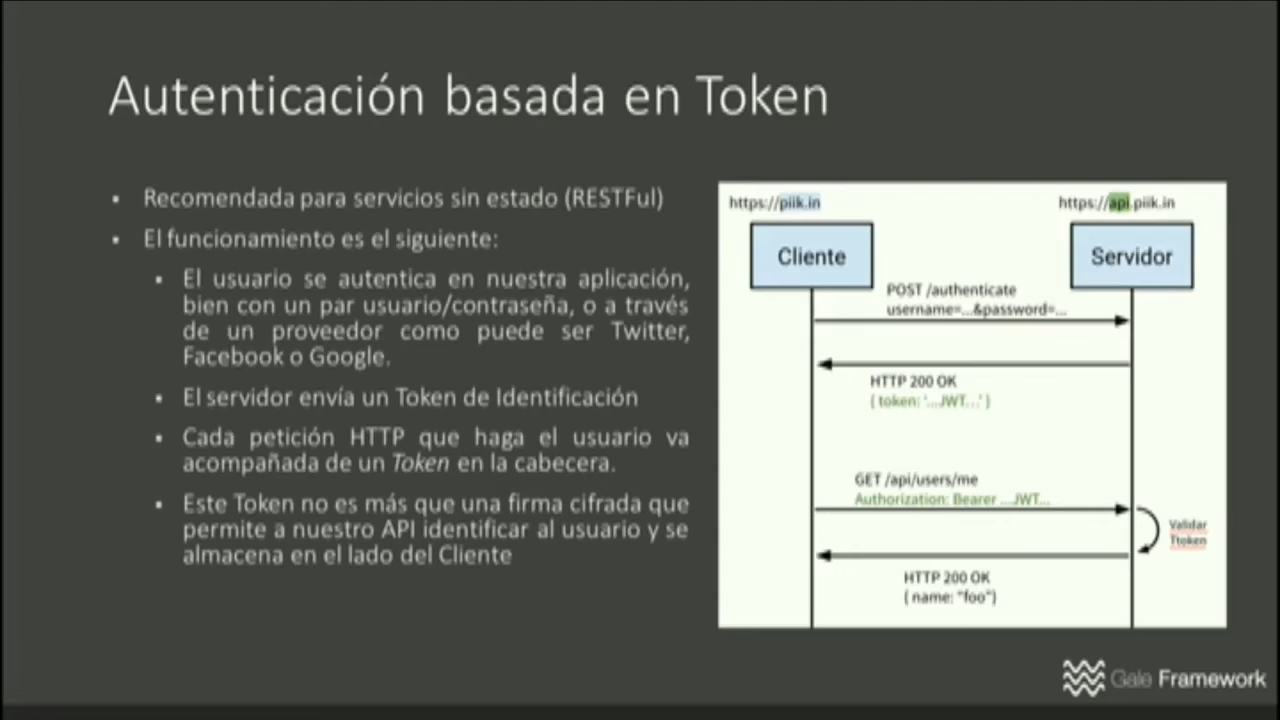 Autenticación basada en Token
▪ Recomendada para servicios sin estado (RESTFul)
▪ El funcionamiento es el siguiente:
▪ El usuario se autentica en nuestra aplicación,
bien con un par usuario/contraseña, o a través
de un proveedor como puede ser Twitter,
Facebook o Google.
▪ El servidor envía un Token de Identificación
▪ Cada petición HTTP que haga el usuario va
acompañada de un Token en la cabecera.
▪ Este Token no es más que una firma cifrada que
permite a nuestro API identificar al usuario y se
almacena en el lado del Cliente
https://piik.in
https://api.piik.in
Cliente
Servidor
POST /authenticate
username=...&password=...
HTTP 200 OK
{ token: '...JWT...' }
GET /api/users/me
Authorization: Bearer ...JWT...
Validar
Ttoken
HTTP 200 OK
{ name: "foo"}
Gale Framework